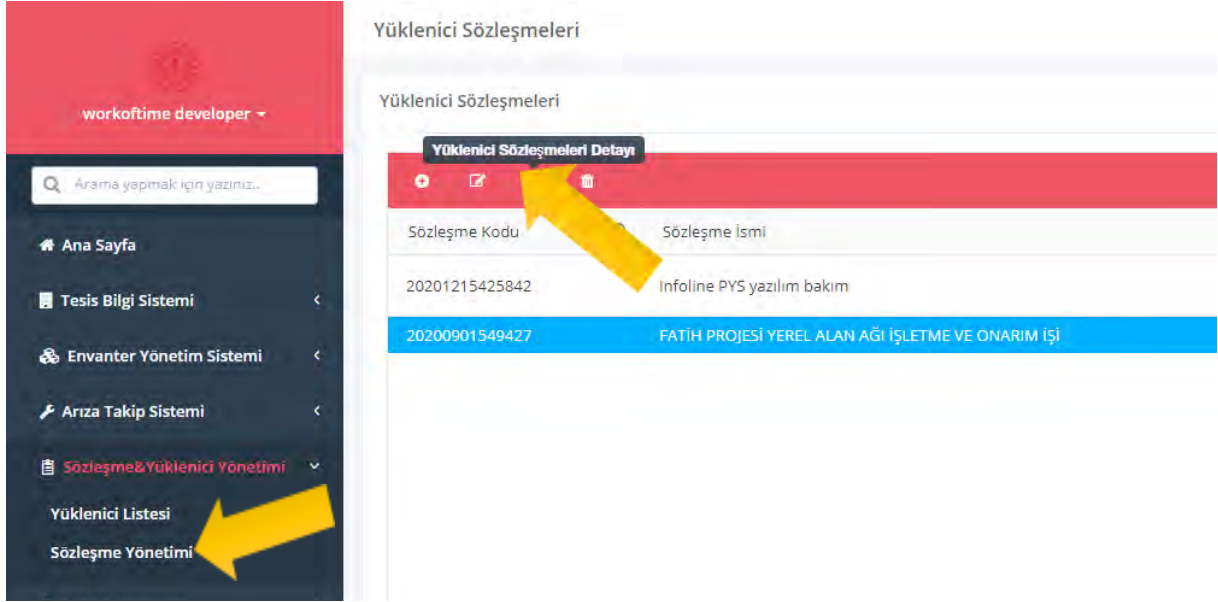 Yüklenici Sözleşmeleri
workoftime developer
Arama yapmak için yazınız..
Ana Sayfa
Tesis Bilgi Sistemi
Envanter Yönetim Sistemi
Arıza Takip Sistemi
Sözleşme&Yüklenici Yönetimi
Yüklenici Listesi
Sözleşme Yönetimi
Yüklenici Sözleşmeleri
Yüklenici Sözleşmeleri Detayı
Sözleşme Kodu Sözleşme İsmi
20201215425842 Infoline PYS yazılım bakım
20200901549427 FATİH PROJESİ YEREL ALAN AĞI İŞLETME VE ONARIM İŞİ